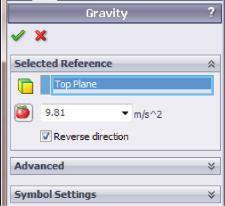 Gravity ?
Selected Reference
Top Plane
9.81 m/s^2
Reverse direction
Advanced
Symbol Settings